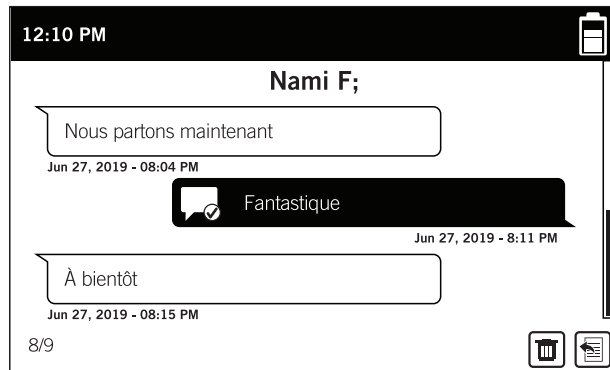 12:10 PM
Nami F;
Nous partons maintenant
Jun 27, 2019 - 08:04 PM
Fantastique
Jun 27, 2019 - 8:11 PM
À bientôt
Jun 27, 2019 - 08:15 PM
8/9